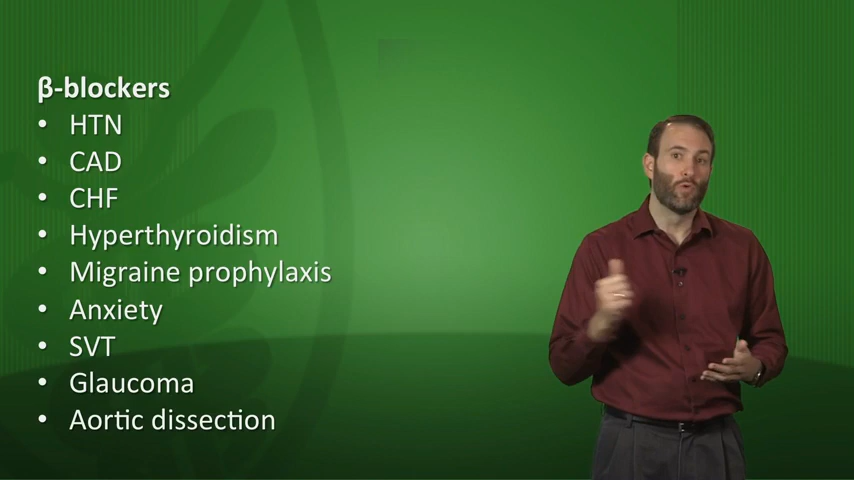 β-blockers
• HTN
• CAD
• CHF
• Hyperthyroidism
• Migraine prophylaxis
• Anxiety
• SVT
• Glaucoma
• Aortic dissection